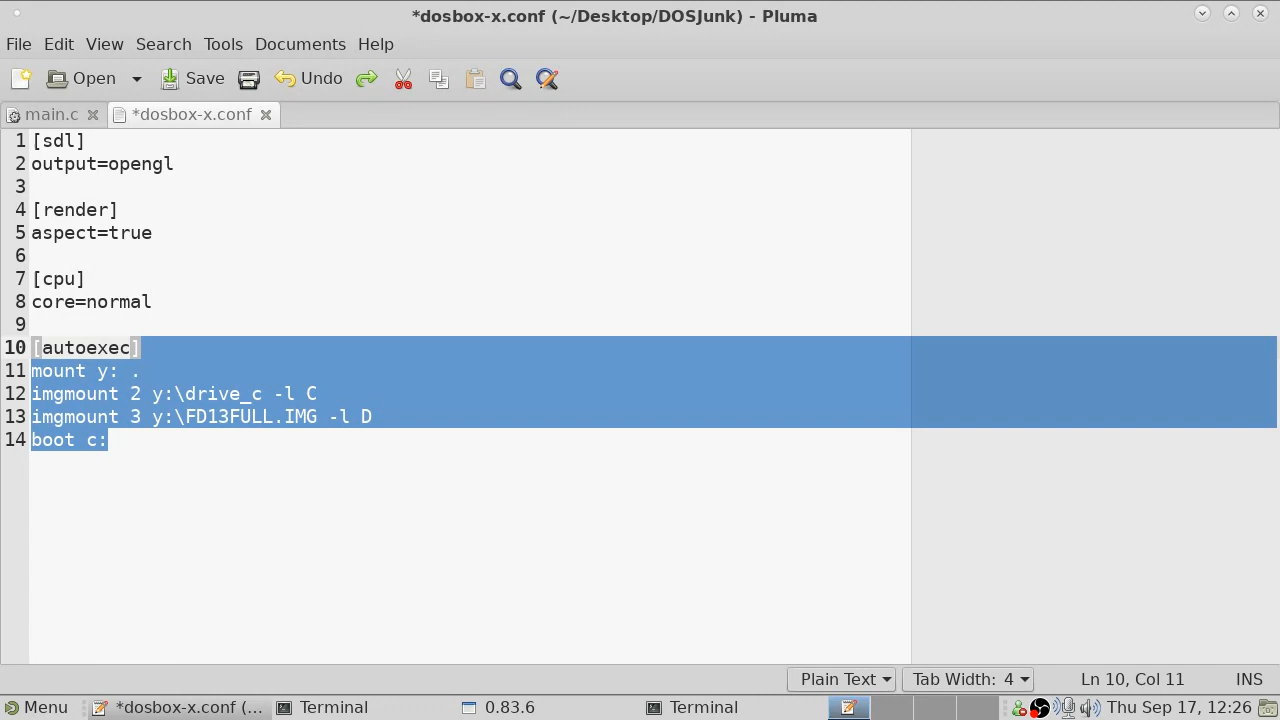 *dosbox-x.conf (~/Desktop/DOSJunk) - Pluma
File Edit View Search Tools Documents Help
Open Save Undo
main.c *dosbox-x.conf
1 [sdl]
2 output=opengl
3
4 [render]
5 aspect=true
6
7 [cpu]
8 core=normal
9
10 [autoexec]
11 mount y: .
12 imgmount 2 y:\drive_c -l C
13 imgmount 3 y:\FD13FULL.IMG -l D
14 boot c:
Plain Text Tab Width: 4 Ln 10, Col 11 INS
Menu *dosbox-x.conf (... Terminal 0.83.6 Terminal Thu Sep 17, 12:26